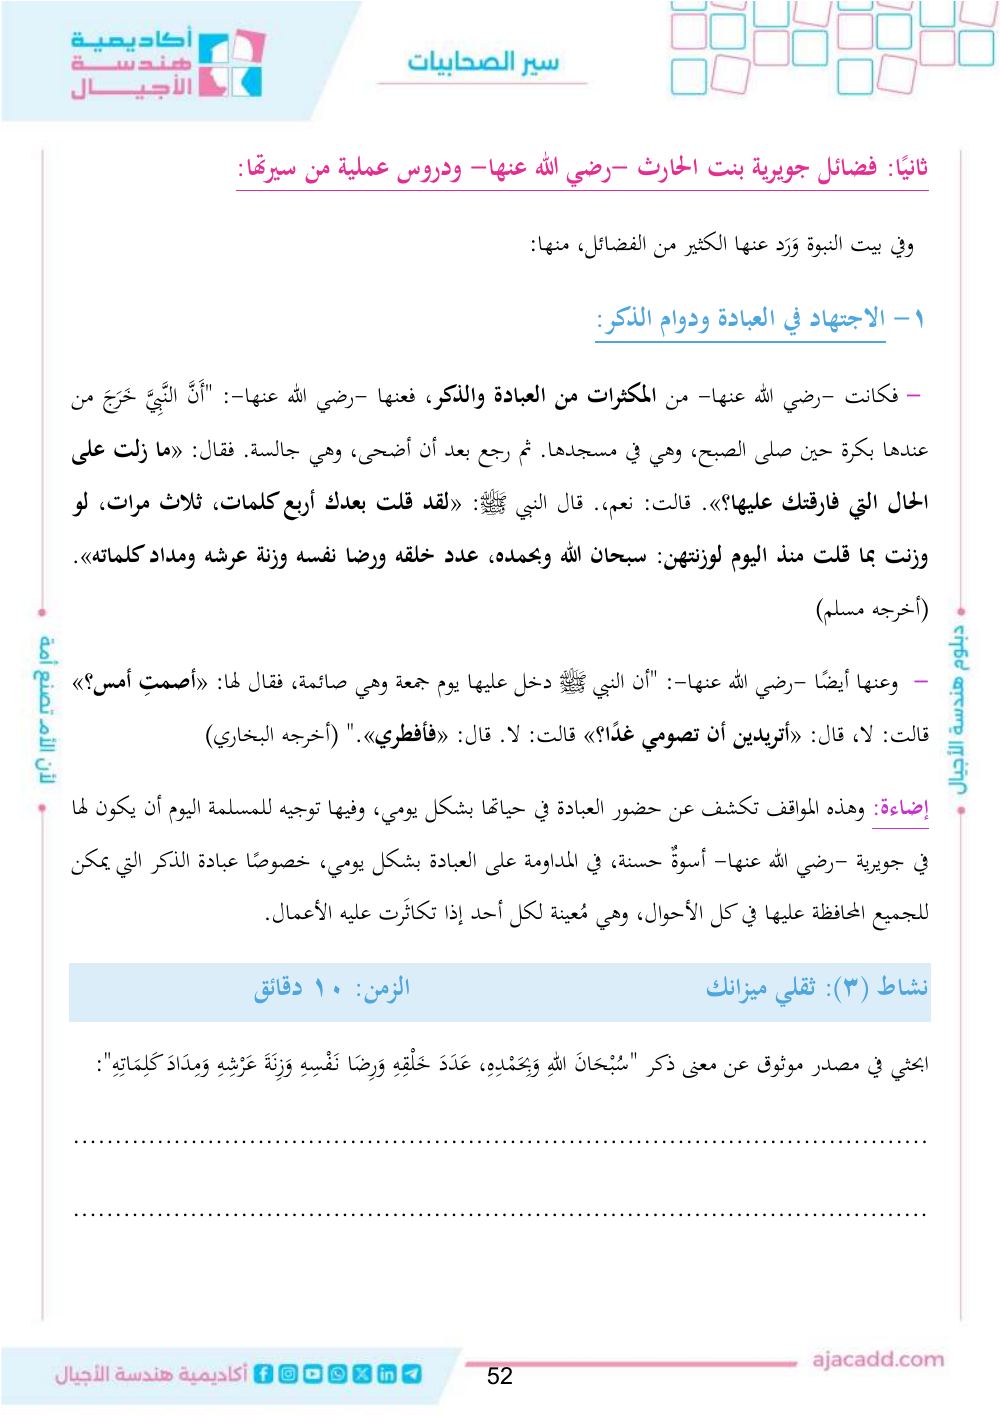 أكاديمية
هندسة
الأجيال
سير الصحابيات
ثانيًا: فضائل جويرية بنت الحارث –رضي الله عنها– ودروس عملية من سيرتها:
وفي بيت النبوة وَرَد عنها الكثير من الفضائل، منها:
١– الاجتهاد في العبادة ودوام الذكر:
– فكانت –رضي الله عنها– من المكثرات من العبادة والذكر، فعنها –رضي الله عنها–: "أَنَّ النَّبِيَّ خَرَجَ من
عندها بكرة حين صلى الصبح، وهي في مسجدها. ثم رجع بعد أن أضحى، وهي جالسة. فقال: «ما زلت على
الحال التي فارقتك عليها؟». قالت: نعم،. قال النبي ﷺ: «لقد قلت بعدك أربع كلمات، ثلاث مرات، لو
وزنت بما قلت منذ اليوم لوزنتهن: سبحان الله وبحمده، عدد خلقه ورضا نفسه وزنة عرشه ومداد كلماته».
(أخرجه مسلم)
– وعنها أيضًا –رضي الله عنها–: "أن النبي ﷺ دخل عليها يوم جمعة وهي صائمة، فقال لها: «أصمتِ أمس؟»
قالت: لا، قال: «أتريدين أن تصومي غدًا؟» قالت: لا. قال: «فأفطري»." (أخرجه البخاري)
إضاءة: وهذه المواقف تكشف عن حضور العبادة في حياتها بشكل يومي، وفيها توجيه للمسلمة اليوم أن يكون لها
في جويرية –رضي الله عنها– أسوةٌ حسنة، في المداومة على العبادة بشكل يومي، خصوصًا عبادة الذكر التي يمكن
للجميع المحافظة عليها في كل الأحوال، وهي مُعينة لكل أحد إذا تكاثَرت عليه الأعمال.
نشاط (٣): ثقلي ميزانك الزمن: ١٠ دقائق
ابحثي في مصدر موثوق عن معنى ذكر "سُبْحَانَ اللهِ وَبِحَمْدِهِ، عَدَدَ خَلْقِهِ وَرِضَا نَفْسِهِ وَزِنَةَ عَرْشِهِ وَمِدَادَ كَلِمَاتِهِ":
................................................................................
................................................................................
دبلوم هندسة الأجيال
لأن الأم تصنع أمة
ajacadd.com
52
أكاديمية هندسة الأجيال